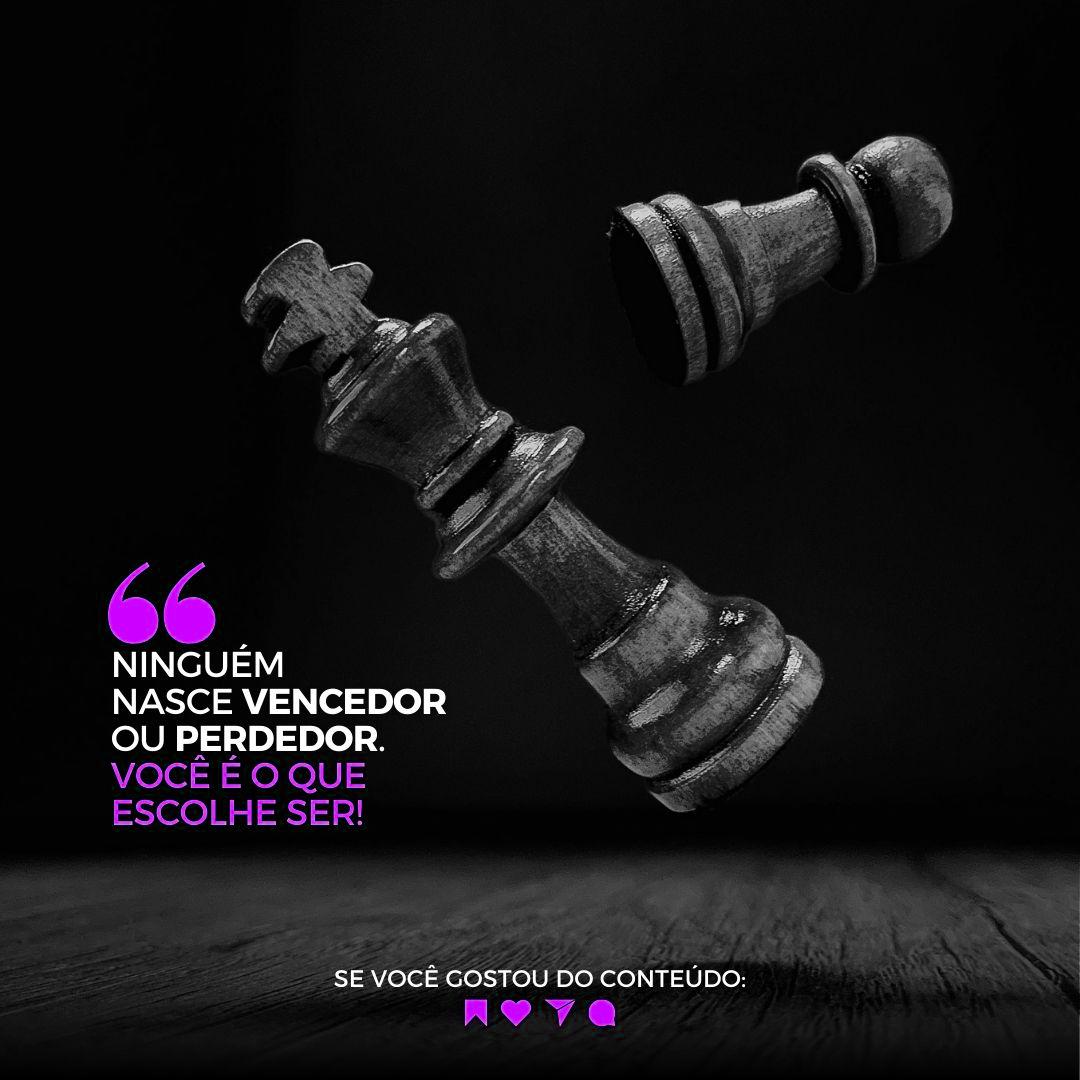 NINGUÉM
NASCE VENCEDOR
OU PERDEDOR.
VOCÊ É O QUE
ESCOLHE SER!
SE VOCÊ GOSTOU DO CONTEÚDO: